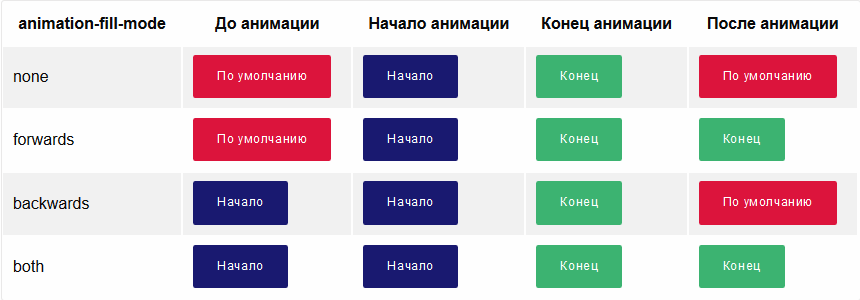 animation-fill-mode До анимации Начало анимации Конец анимации После анимации
none По умолчанию Начало Конец По умолчанию
forwards По умолчанию Начало Конец Конец
backwards Начало Начало Конец По умолчанию
both Начало Начало Конец Конец